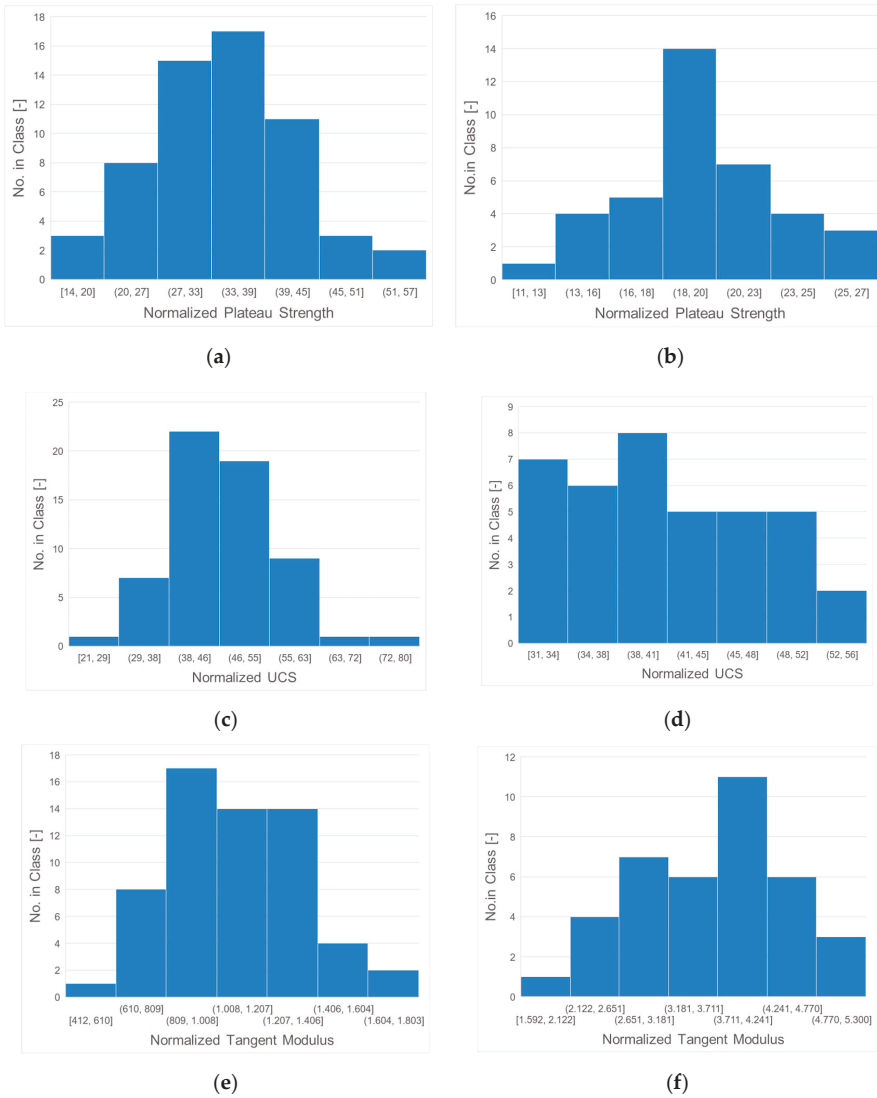 18
16
14
12
10
8
6
4
2
0
No. in Class [-]
[14, 20] (20, 27] (27, 33] (33, 39] (39, 45] (45, 51] (51, 57]
Normalized Plateau Strength
(a)
16
14
12
10
8
6
4
2
0
No.in Class [-]
[11, 13] (13, 16] (16, 18] (18, 20] (20, 23] (23, 25] (25, 27]
Normalized Plateau Strength
(b)
25
20
15
10
5
0
No. in Class [-]
[21, 29] (29, 38] (38, 46] (46, 55] (55, 63] (63, 72] (72, 80]
Normalized UCS
(c)
9
8
7
6
5
4
3
2
1
0
No. in Class [-]
[31, 34] (34, 38] (38, 41] (41, 45] (45, 48] (48, 52] (52, 56]
Normalized UCS
(d)
18
16
14
12
10
8
6
4
2
0
No. in Class [-]
(610, 809] (1.008, 1.207] (1.406, 1.604]
[412, 610] (809, 1.008] (1.207, 1.406] (1.604, 1.803]
Normalized Tangent Modulus
(e)
12
10
8
6
4
2
0
No.in Class [-]
(2.122, 2.651] (3.181, 3.711] (4.241, 4.770]
[1.592, 2.122] (2.651, 3.181] (3.711, 4.241] (4.770, 5.300]
Normalized Tangent Modulus
(f)